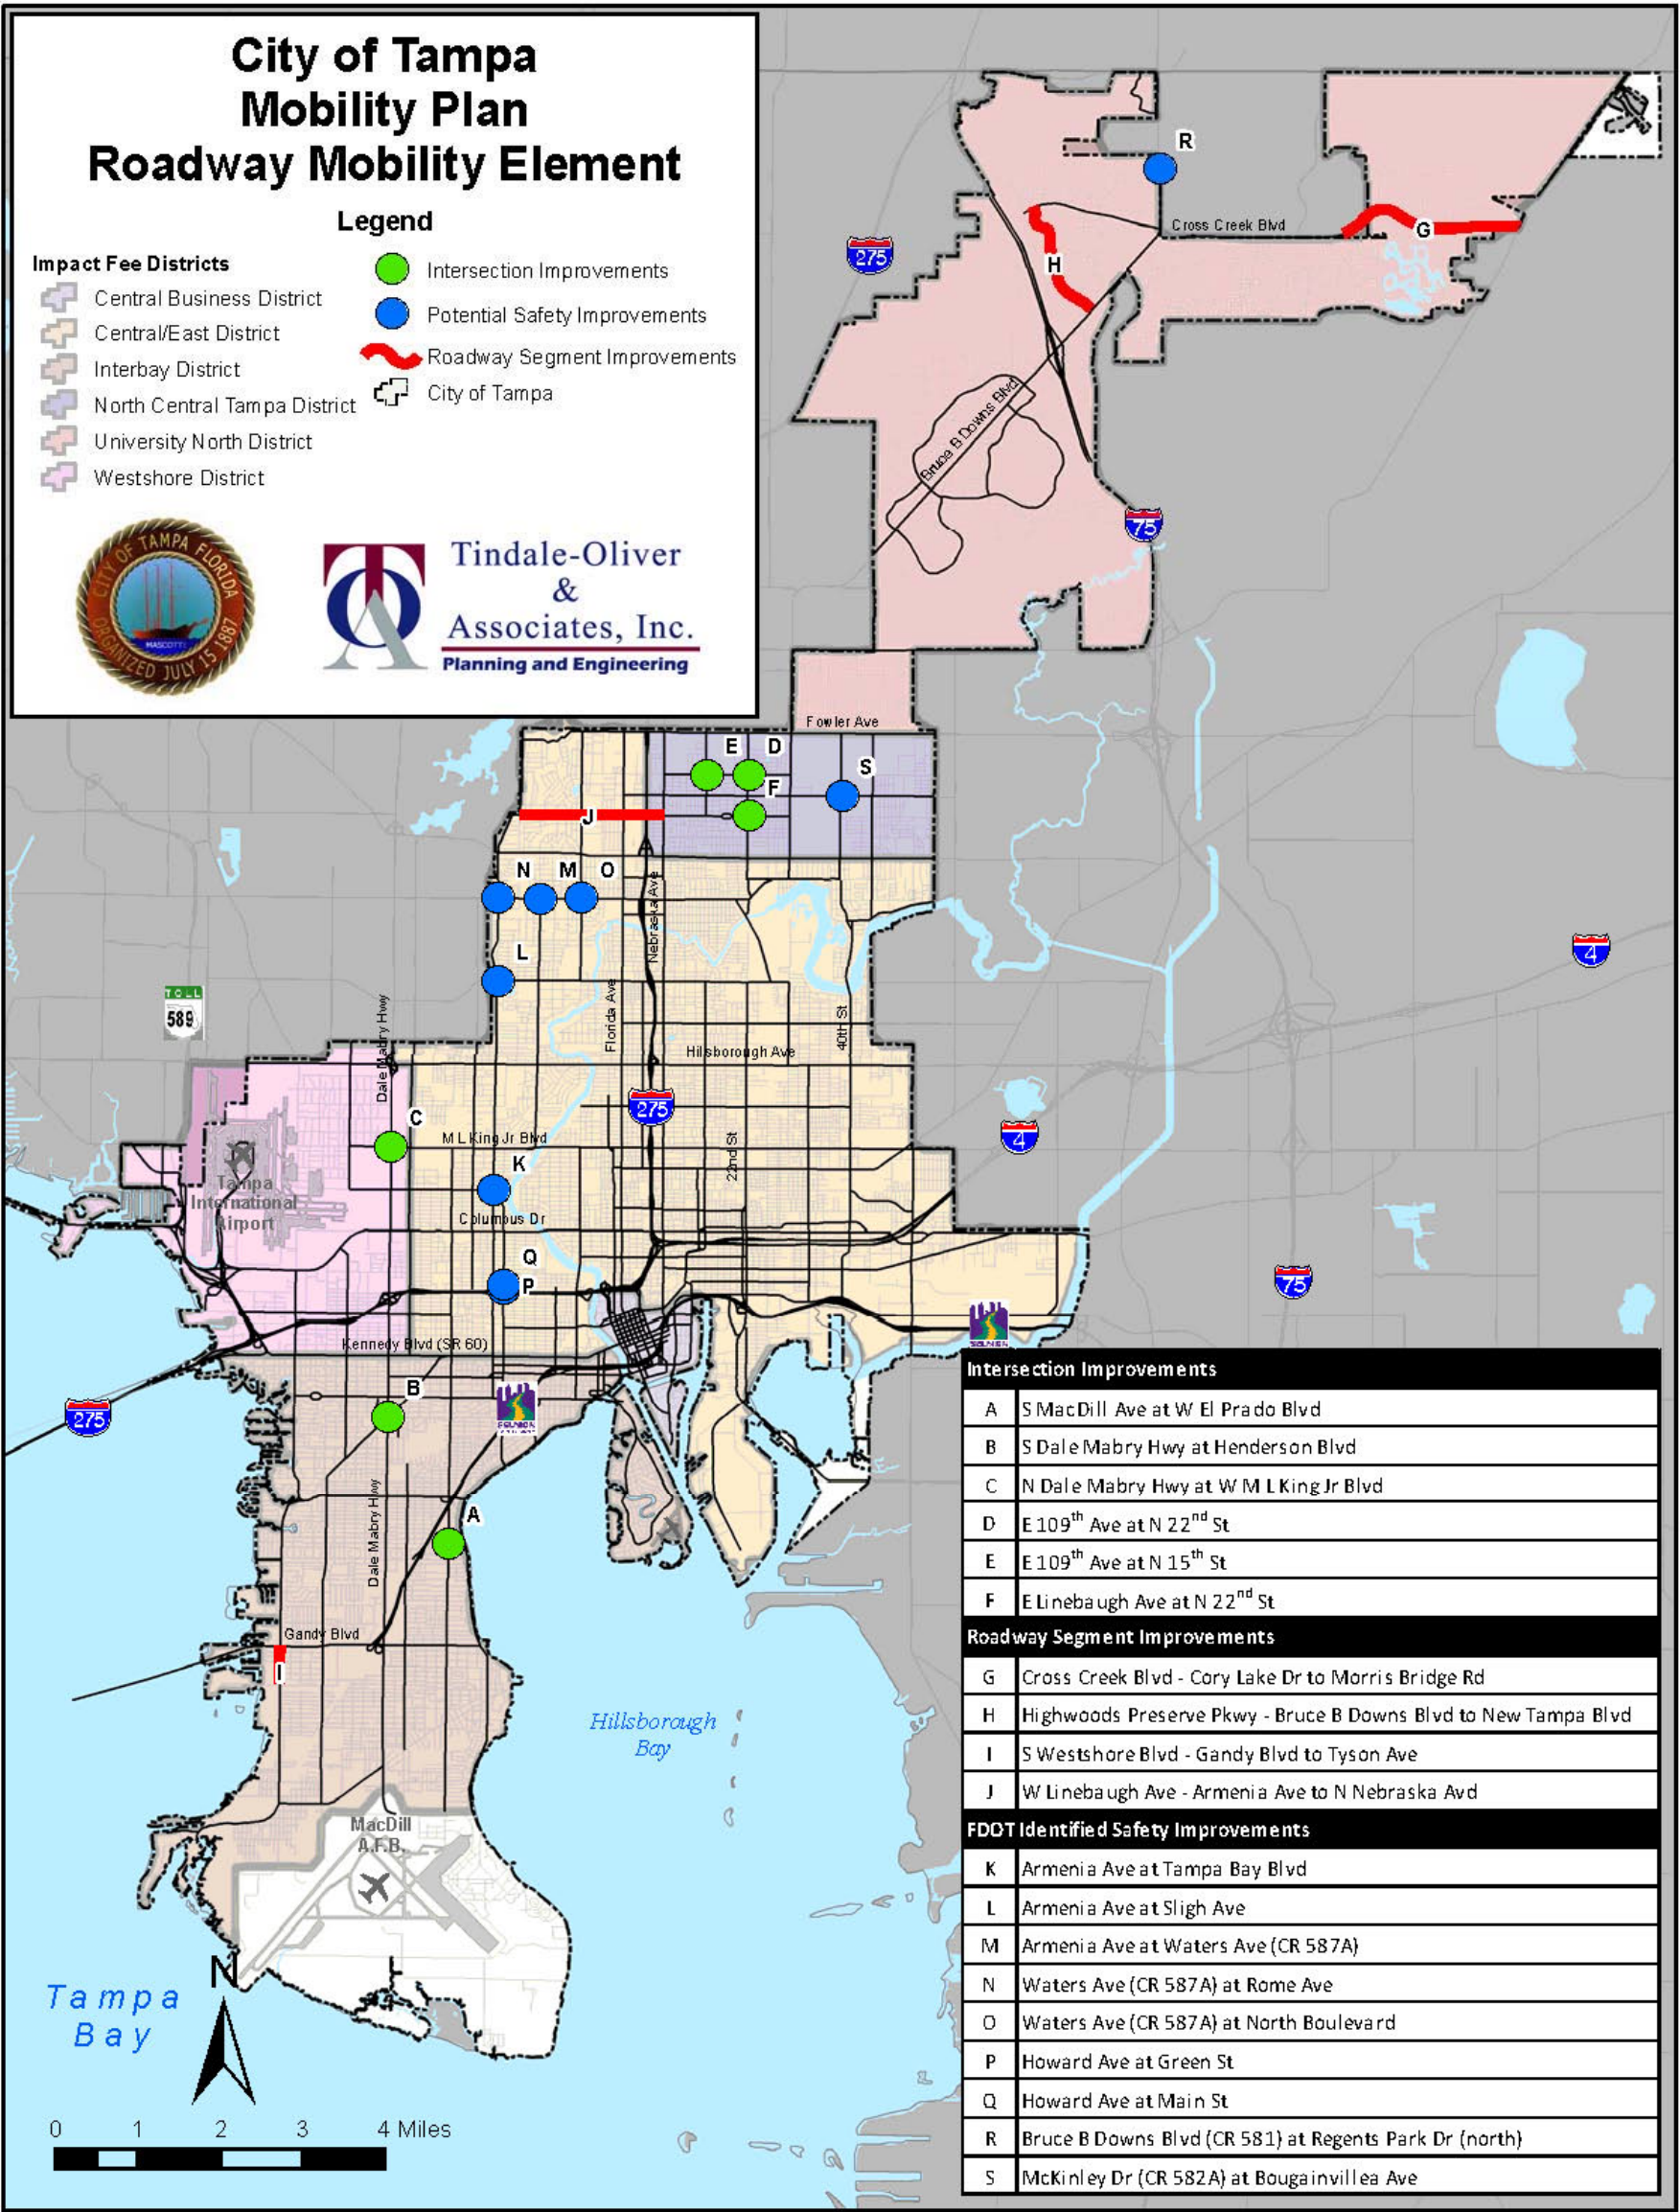 City of Tampa
Mobility Plan
Roadway Mobility Element
Legend
Impact Fee Districts
Central Business District
Central/East District
Interbay District
North Central Tampa District
University North District
Westshore District
Intersection Improvements
Potential Safety Improvements
Roadway Segment Improvements
City of Tampa
CITY OF TAMPA FLORIDA
MASCOTTE
ORGANIZED JULY 15 1887
Tindale-Oliver
&
Associates, Inc.
Planning and Engineering
R
Cross Creek Blvd
G
H
275
Bruce B Downs Blvd
75
Fowler Ave
E D
S
F
J
N M O
Nebraska Ave
L
4
TOLL
589
Dale Mabry Hwy
Florida Ave
40th St
Hillsborough Ave
275
C
M L King Jr Blvd
22nd St
4
K
Tampa
International
Airport
Columbus Dr
Q
P
75
Kennedy Blvd (SR 60)
B
275
A
Dale Mabry Hwy
Gandy Blvd
I
Hillsborough
Bay
MacDill
A.F.B.
N
Tampa
Bay
0 1 2 3 4 Miles
Intersection Improvements
A S MacDill Ave at W El Prado Blvd
B S Dale Mabry Hwy at Henderson Blvd
C N Dale Mabry Hwy at W M L King Jr Blvd
D E 109th Ave at N 22nd St
E E 109th Ave at N 15th St
F E Linebaugh Ave at N 22nd St
Roadway Segment Improvements
G Cross Creek Blvd - Cory Lake Dr to Morris Bridge Rd
H Highwoods Preserve Pkwy - Bruce B Downs Blvd to New Tampa Blvd
I S Westshore Blvd - Gandy Blvd to Tyson Ave
J W Linebaugh Ave - Armenia Ave to N Nebraska Avd
FDOT Identified Safety Improvements
K Armenia Ave at Tampa Bay Blvd
L Armenia Ave at Sligh Ave
M Armenia Ave at Waters Ave (CR 587A)
N Waters Ave (CR 587A) at Rome Ave
O Waters Ave (CR 587A) at North Boulevard
P Howard Ave at Green St
Q Howard Ave at Main St
R Bruce B Downs Blvd (CR 581) at Regents Park Dr (north)
S McKinley Dr (CR 582A) at Bougainvillea Ave